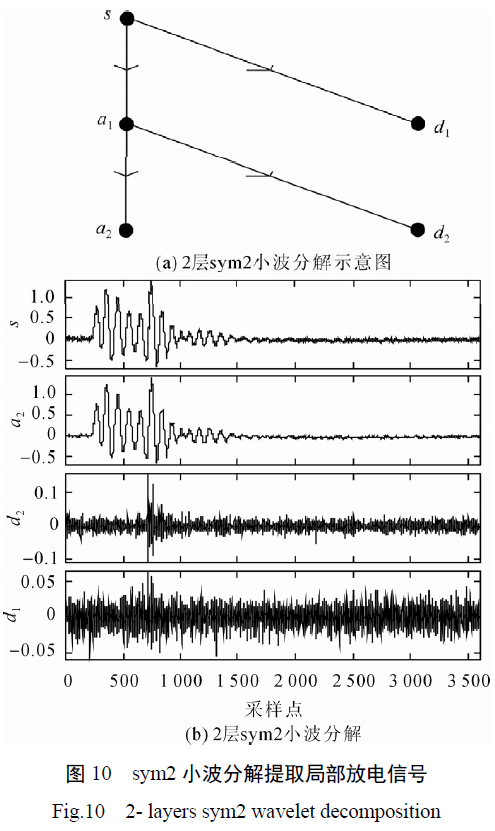 s
a1
d1
a2
d2
(a) 2层sym2小波分解示意图
1.0
0.5
0
−0.5
s
1.0
0.5
0
−0.5
a2
0.1
0
−0.1
d2
0.05
0
−0.05
d1
0 500 1 000 1 500 2 000 2 500 3 000 3 500
采样点
(b) 2层sym2小波分解
图 10 sym2 小波分解提取局部放电信号
Fig.10 2- layers sym2 wavelet decomposition